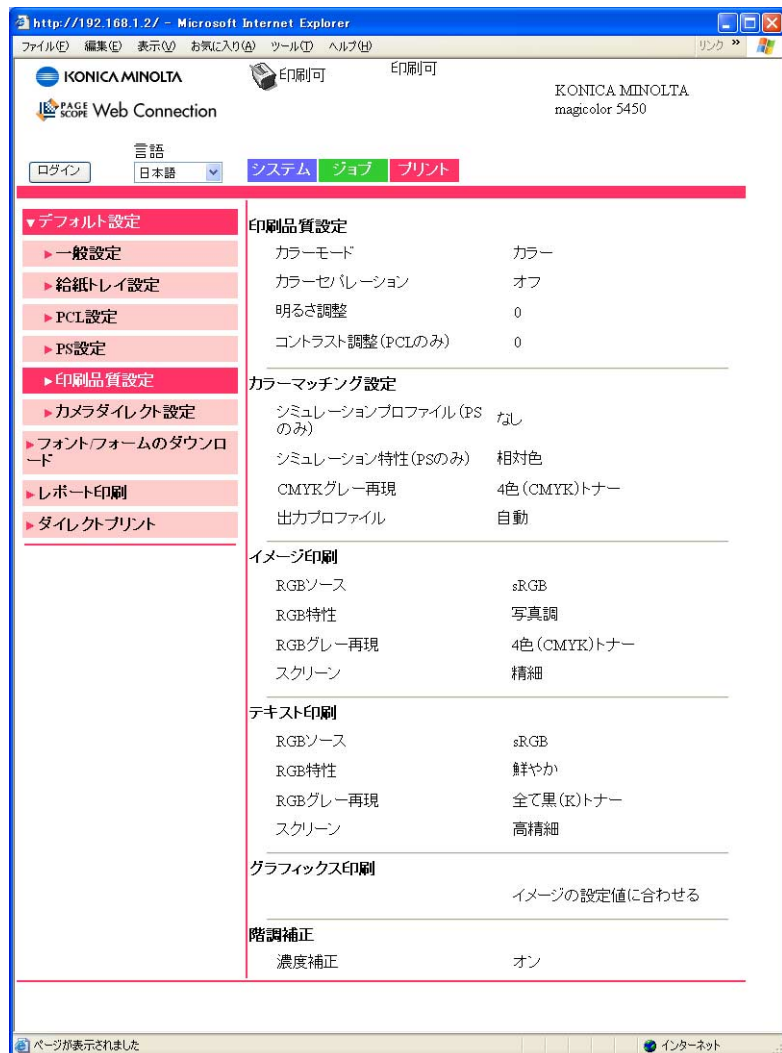 http://192.168.1.2/ - Microsoft Internet Explorer
ファイル(F) 編集(E) 表示(V) お気に入り(A) ツール(T) ヘルプ(H) リンク »
KONICA MINOLTA
印刷可
印刷可
KONICA MINOLTA
magicolor 5450
PAGE SCOPE Web Connection
言語
ログイン
日本語
システム ジョブ プリント
▼デフォルト設定
▶一般設定
▶給紙トレイ設定
▶PCL設定
▶PS設定
▶印刷品質設定
▶カメラダイレクト設定
▶フォント/フォームのダウンロ
ード
▶レポート印刷
▶ダイレクトプリント
印刷品質設定
カラーモード カラー
カラーセパレーション オフ
明るさ調整 0
コントラスト調整(PCLのみ) 0
カラーマッチング設定
シミュレーションプロファイル(PS
のみ) なし
シミュレーション特性(PSのみ) 相対色
CMYKグレー再現 4色(CMYK)トナー
出力プロファイル 自動
イメージ印刷
RGBソース sRGB
RGB特性 写真調
RGBグレー再現 4色(CMYK)トナー
スクリーン 精細
テキスト印刷
RGBソース sRGB
RGB特性 鮮やか
RGBグレー再現 全て黒(K)トナー
スクリーン 高精細
グラフィックス印刷
イメージの設定値に合わせる
階調補正
濃度補正 オン
ページが表示されました インターネット